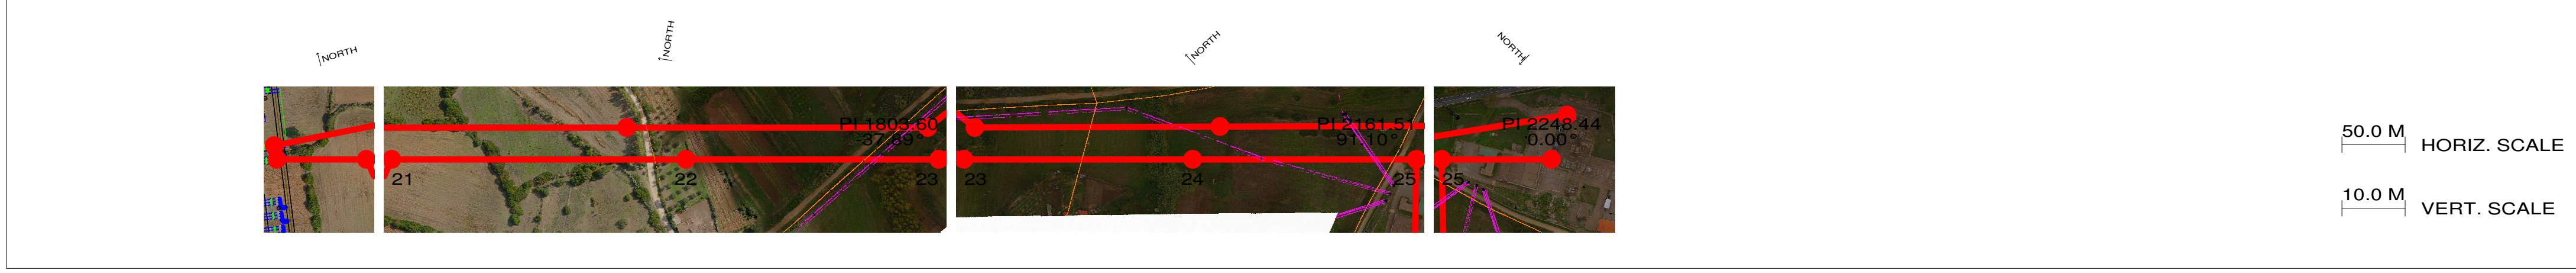 NORTH
NORTH
NORTH
NORTH
PI 1803.60
-37.89°
PI 2161.51
91.10°
PI 2248.44
0.00°
21
22
23
23
24
25
25
50.0 M
HORIZ. SCALE
10.0 M
VERT. SCALE